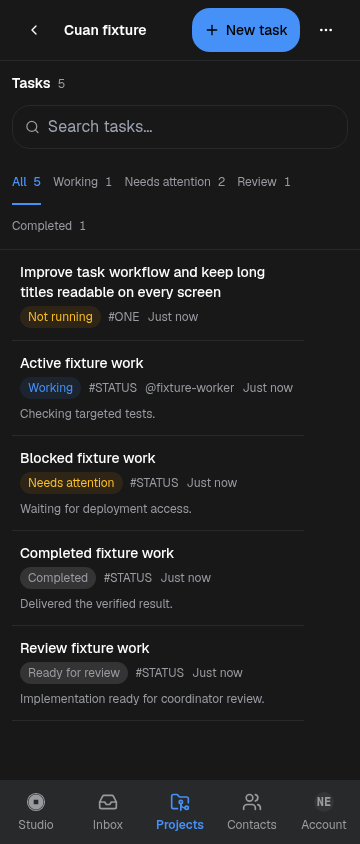 Cuan fixture
+ New task
Tasks 5
Search tasks...
All 5 Working 1 Needs attention 2 Review 1
Completed 1
Improve task workflow and keep long
titles readable on every screen
Not running #ONE Just now
Active fixture work
Working #STATUS @fixture-worker Just now
Checking targeted tests.
Blocked fixture work
Needs attention #STATUS Just now
Waiting for deployment access.
Completed fixture work
Completed #STATUS Just now
Delivered the verified result.
Review fixture work
Ready for review #STATUS Just now
Implementation ready for coordinator review.
NE
Studio Inbox Projects Contacts Account